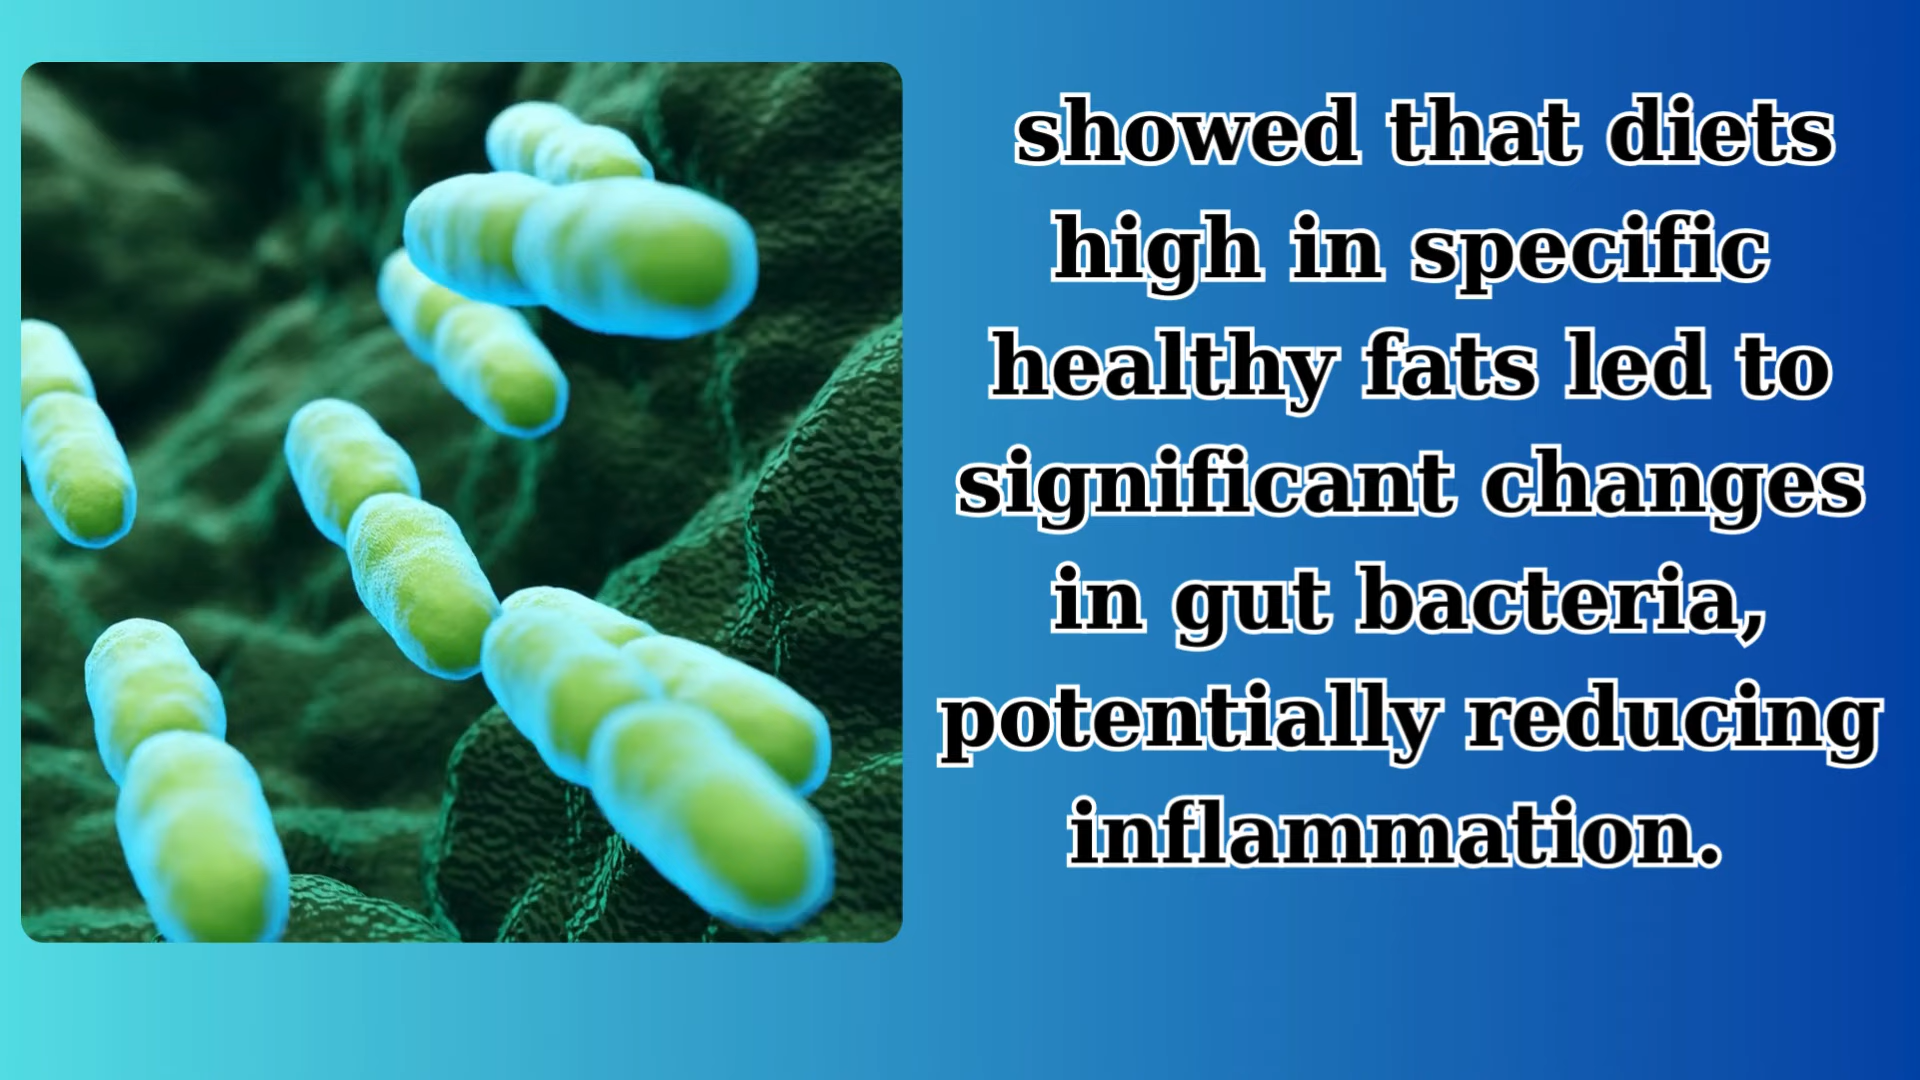 showed that diets
high in specific
healthy fats led to
significant changes
in gut bacteria,
potentially reducing
inflammation.